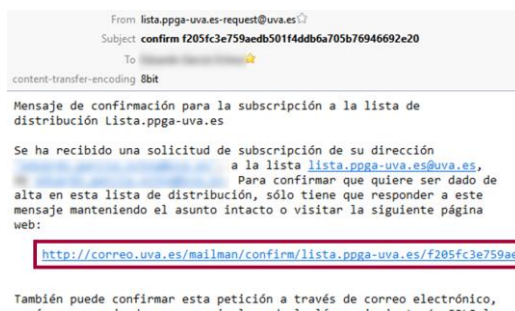 From lista.ppga-uva.es-request@uva.es
Subject confirm f205fc3e759aedb501f4ddb6a705b76946692e20
To
content-transfer-encoding 8bit
Mensaje de confirmación para la subscripción a la lista de
distribución Lista.ppga-uva.es
Se ha recibido una solicitud de subscripción de su dirección
a la lista lista.ppga-uva.es@uva.es,
Para confirmar que quiere ser dado de
alta en esta lista de distribución, sólo tiene que responder a este
mensaje manteniendo el asunto intacto o visitar la siguiente página
web:
http://correo.uva.es/mailman/confirm/lista.ppga-uva.es/f205fc3e759ae
También puede confirmar esta petición a través de correo electrónico,